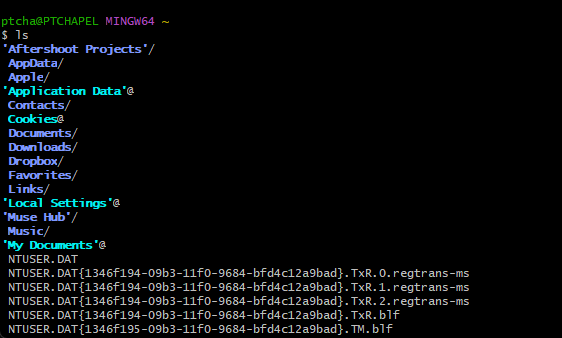 ptcha@PTCHAPEL MINGW64 ~
$ ls
'Aftershoot Projects'/
AppData/
Apple/
'Application Data'@
Contacts/
Cookies@
Documents/
Downloads/
Dropbox/
Favorites/
Links/
'Local Settings'@
'Muse Hub'/
Music/
'My Documents'@
NTUSER.DAT
NTUSER.DAT{1346f194-09b3-11f0-9684-bfd4c12a9bad}.TxR.0.regtrans-ms
NTUSER.DAT{1346f194-09b3-11f0-9684-bfd4c12a9bad}.TxR.1.regtrans-ms
NTUSER.DAT{1346f194-09b3-11f0-9684-bfd4c12a9bad}.TxR.2.regtrans-ms
NTUSER.DAT{1346f194-09b3-11f0-9684-bfd4c12a9bad}.TxR.blf
NTUSER.DAT{1346f195-09b3-11f0-9684-bfd4c12a9bad}.TM.blf